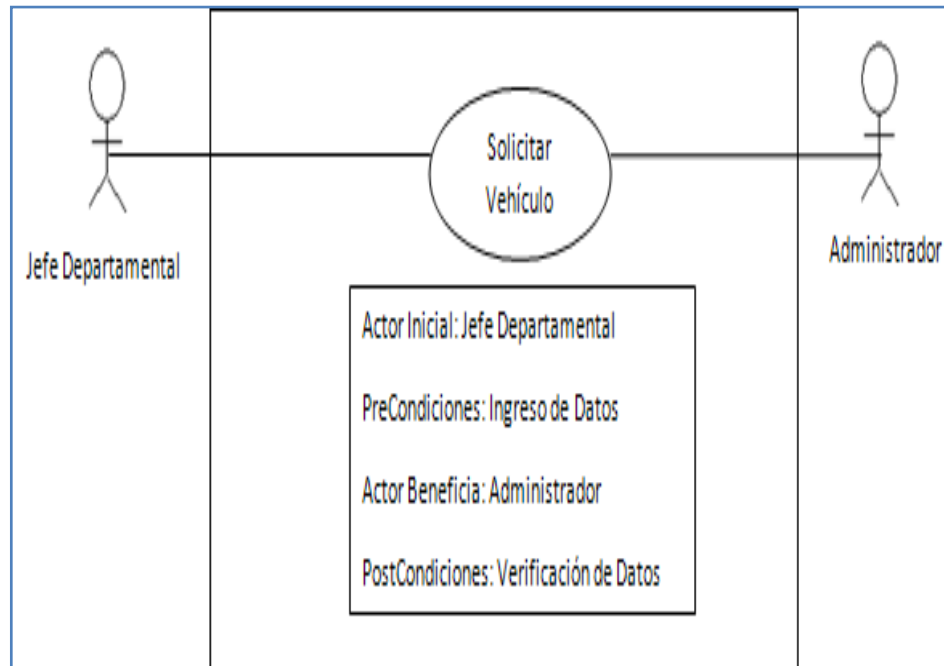 Solicitar
Vehículo
Jefe Departamental
Administrador
Actor Inicial: Jefe Departamental
PreCondiciones: Ingreso de Datos
Actor Beneficia: Administrador
PostCondiciones: Verificación de Datos